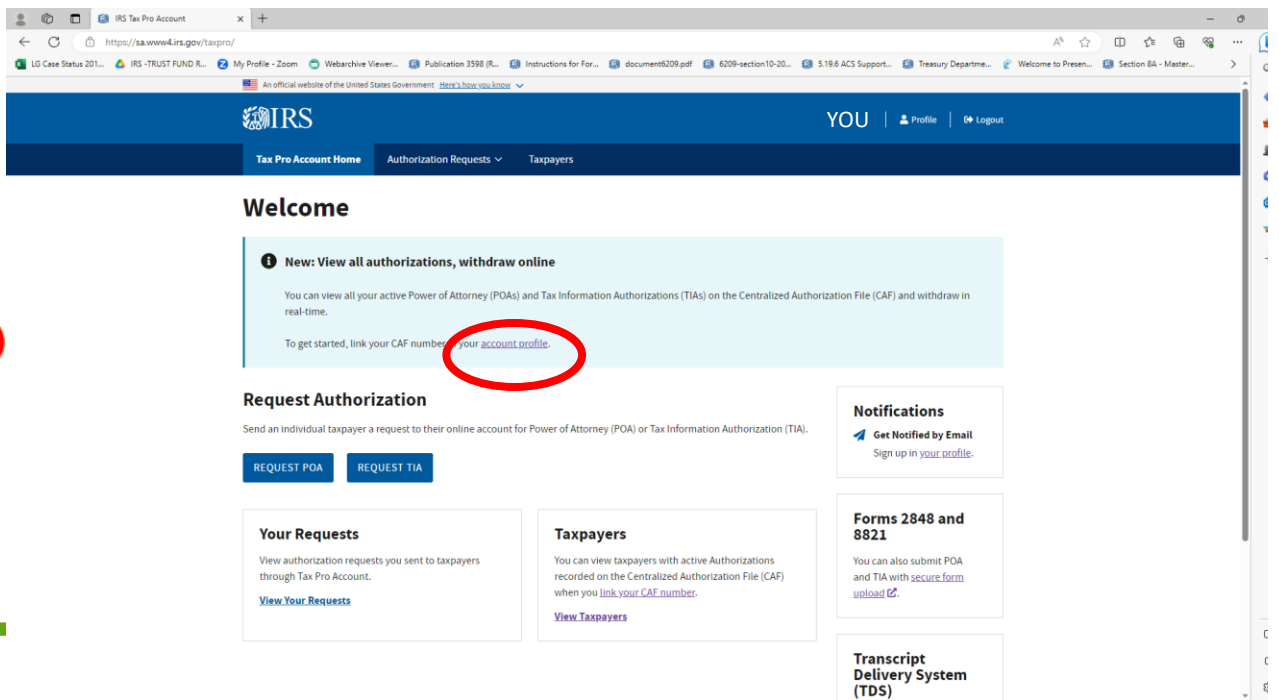 IRS Tax Pro Account
https://sa.www4.irs.gov/taxpro/
LG Case Status 201... IRS -TRUST FUND R... My Profile - Zoom Webarchive Viewer... Publication 3598 (R... Instructions for For... document6209.pdf 6209-section10-20... 5.19.6 ACS Support... Treasury Departme... Welcome to Presen... Section 8A - Master...
An official website of the United States Government Here's how you know
IRS
YOU Profile Logout
Tax Pro Account Home Authorization Requests Taxpayers
Welcome
New: View all authorizations, withdraw online
You can view all your active Power of Attorney (POAs) and Tax Information Authorizations (TIAs) on the Centralized Authorization File (CAF) and withdraw in
real-time.
To get started, link your CAF number your account profile.
Request Authorization
Send an individual taxpayer a request to their online account for Power of Attorney (POA) or Tax Information Authorization (TIA).
REQUEST POA REQUEST TIA
Your Requests
View authorization requests you sent to taxpayers
through Tax Pro Account.
View Your Requests
Taxpayers
You can view taxpayers with active Authorizations
recorded on the Centralized Authorization File (CAF)
when you link your CAF number.
View Taxpayers
Notifications
Get Notified by Email
Sign up in your profile.
Forms 2848 and
8821
You can also submit POA
and TIA with secure form
upload
Transcript
Delivery System
(TDS)